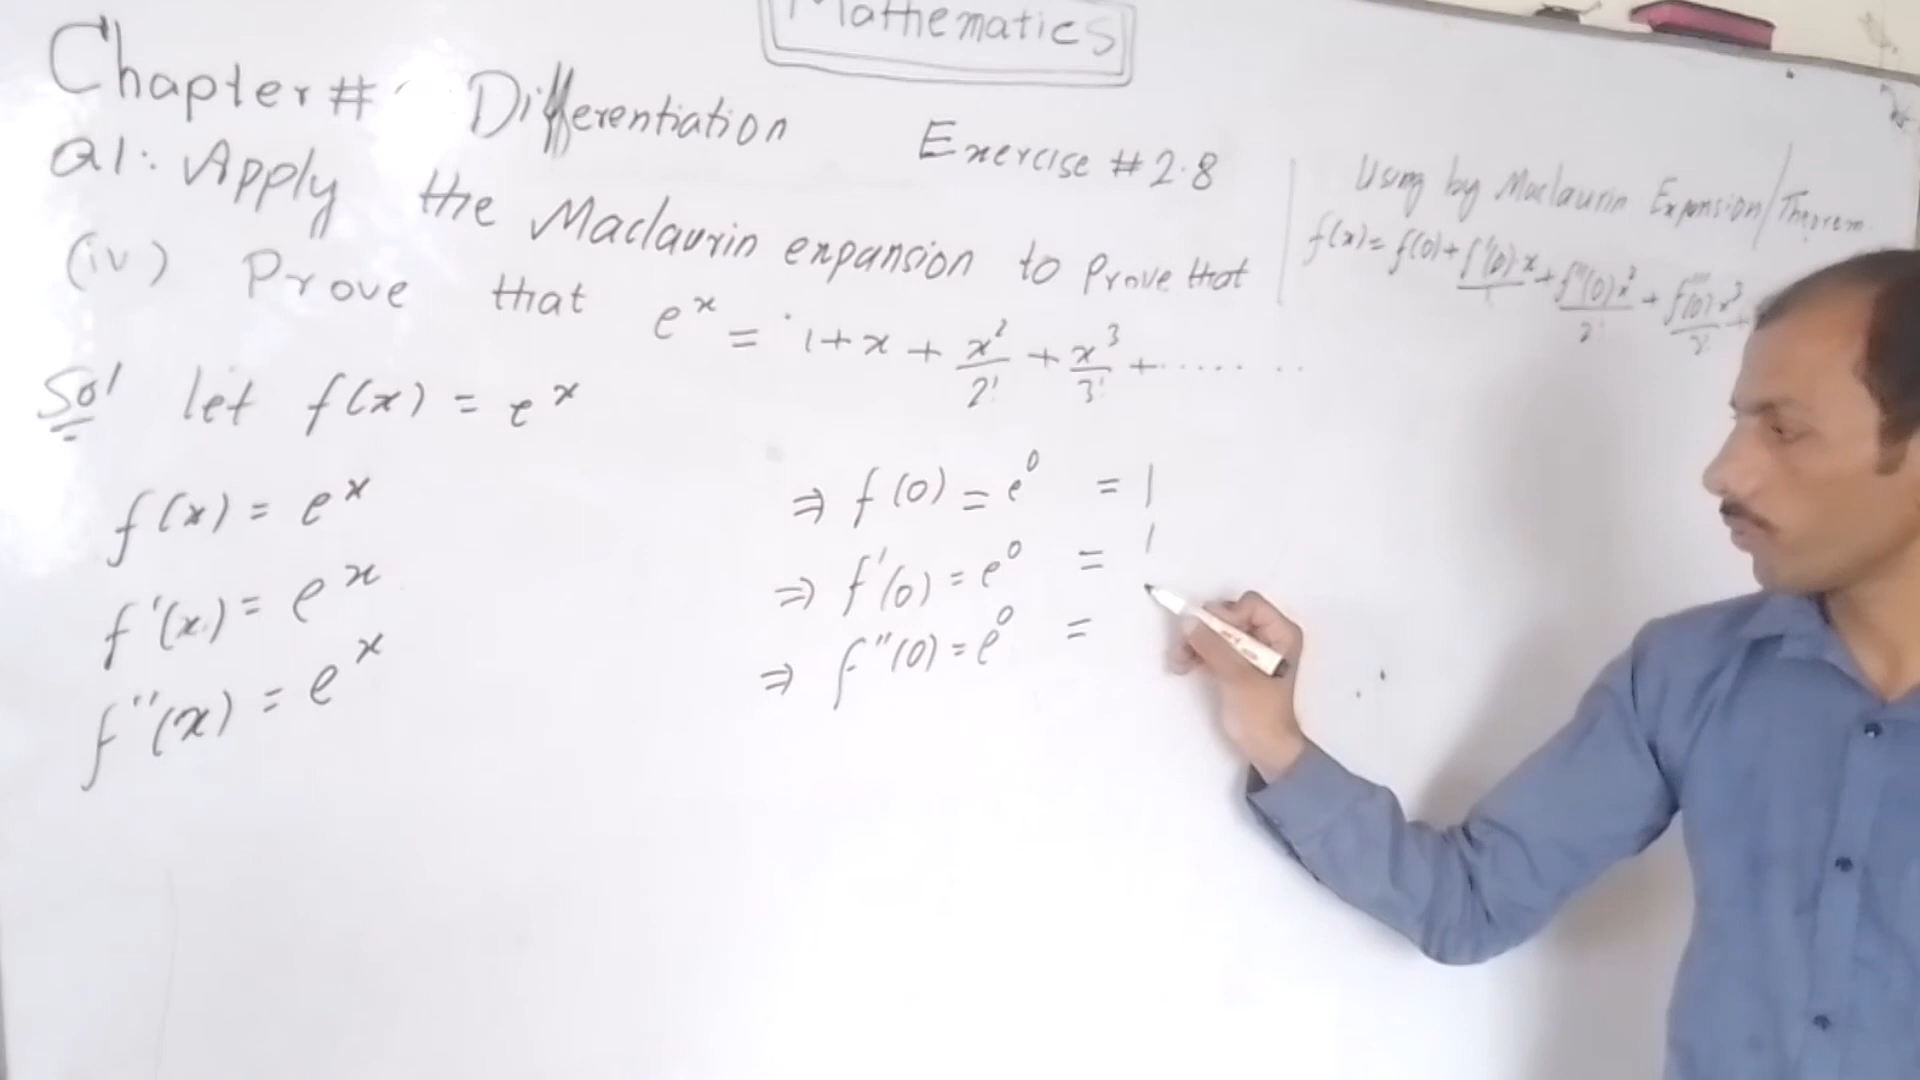 Mathematics
Chapter # Differentiation Exercise # 2.8
Q1: Apply the Maclaurin expansion to Prove that
(iv) Prove that e^x = 1 + x + x²/2! + x³/3! + ......
Sol let f(x) = e^x
f(x) = e^x ⇒ f(0) = e^0 = 1
f'(x) = e^x ⇒ f'(0) = e^0 = 1
f''(x) = e^x ⇒ f''(0) = e^0 =
Using by Maclaurin Expansion/Theorem
f(x) = f(0) + f'(0)x/1 + f''(0)x²/2! + f'''(0)x³